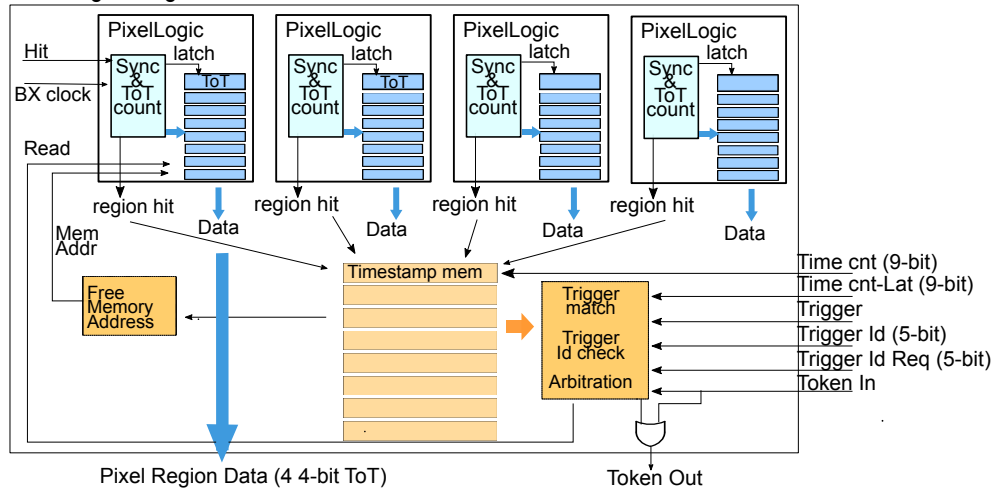 PixelLogic
PixelLogic
PixelLogic
PixelLogic
Hit
BX clock
Read
latch
latch
latch
latch
Sync
&
ToT
count
Sync
&
ToT
count
Sync
&
ToT
count
Sync
&
ToT
count
ToT
ToT
region hit
region hit
region hit
region hit
Data
Data
Data
Data
Mem
Addr
Free
Memory
Address
Timestamp mem
Trigger
match
Trigger
Id check
Arbitration
Time cnt (9-bit)
Time cnt-Lat (9-bit)
Trigger
Trigger Id (5-bit)
Trigger Id Req (5-bit)
Token In
Pixel Region Data (4 4-bit ToT)
Token Out